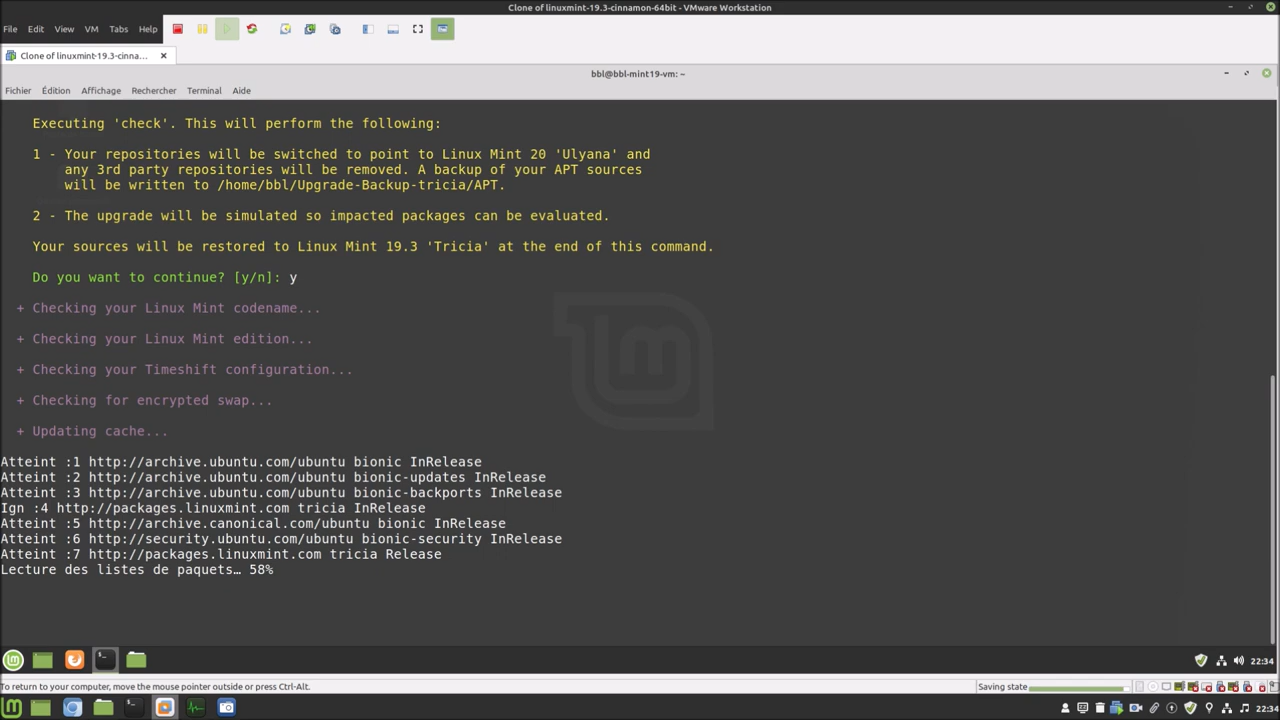 Clone of linuxmint-19.3-cinnamon-64bit - VMware Workstation
File Edit View VM Tabs Help
Clone of linuxmint-19.3-cinna...
bbl@bbl-mint19-vm: ~
Fichier Édition Affichage Rechercher Terminal Aide
Executing 'check'. This will perform the following:
1 - Your repositories will be switched to point to Linux Mint 20 'Ulyana' and
any 3rd party repositories will be removed. A backup of your APT sources
will be written to /home/bbl/Upgrade-Backup-tricia/APT.
2 - The upgrade will be simulated so impacted packages can be evaluated.
Your sources will be restored to Linux Mint 19.3 'Tricia' at the end of this command.
Do you want to continue? [y/n]: y
+ Checking your Linux Mint codename...
+ Checking your Linux Mint edition...
+ Checking your Timeshift configuration...
+ Checking for encrypted swap...
+ Updating cache...
Atteint :1 http://archive.ubuntu.com/ubuntu bionic InRelease
Atteint :2 http://archive.ubuntu.com/ubuntu bionic-updates InRelease
Atteint :3 http://archive.ubuntu.com/ubuntu bionic-backports InRelease
Ign :4 http://packages.linuxmint.com tricia InRelease
Atteint :5 http://archive.canonical.com/ubuntu bionic InRelease
Atteint :6 http://security.ubuntu.com/ubuntu bionic-security InRelease
Atteint :7 http://packages.linuxmint.com tricia Release
Lecture des listes de paquets… 58%
22:34
To return to your computer, move the mouse pointer outside or press Ctrl-Alt.
Saving state
22:34